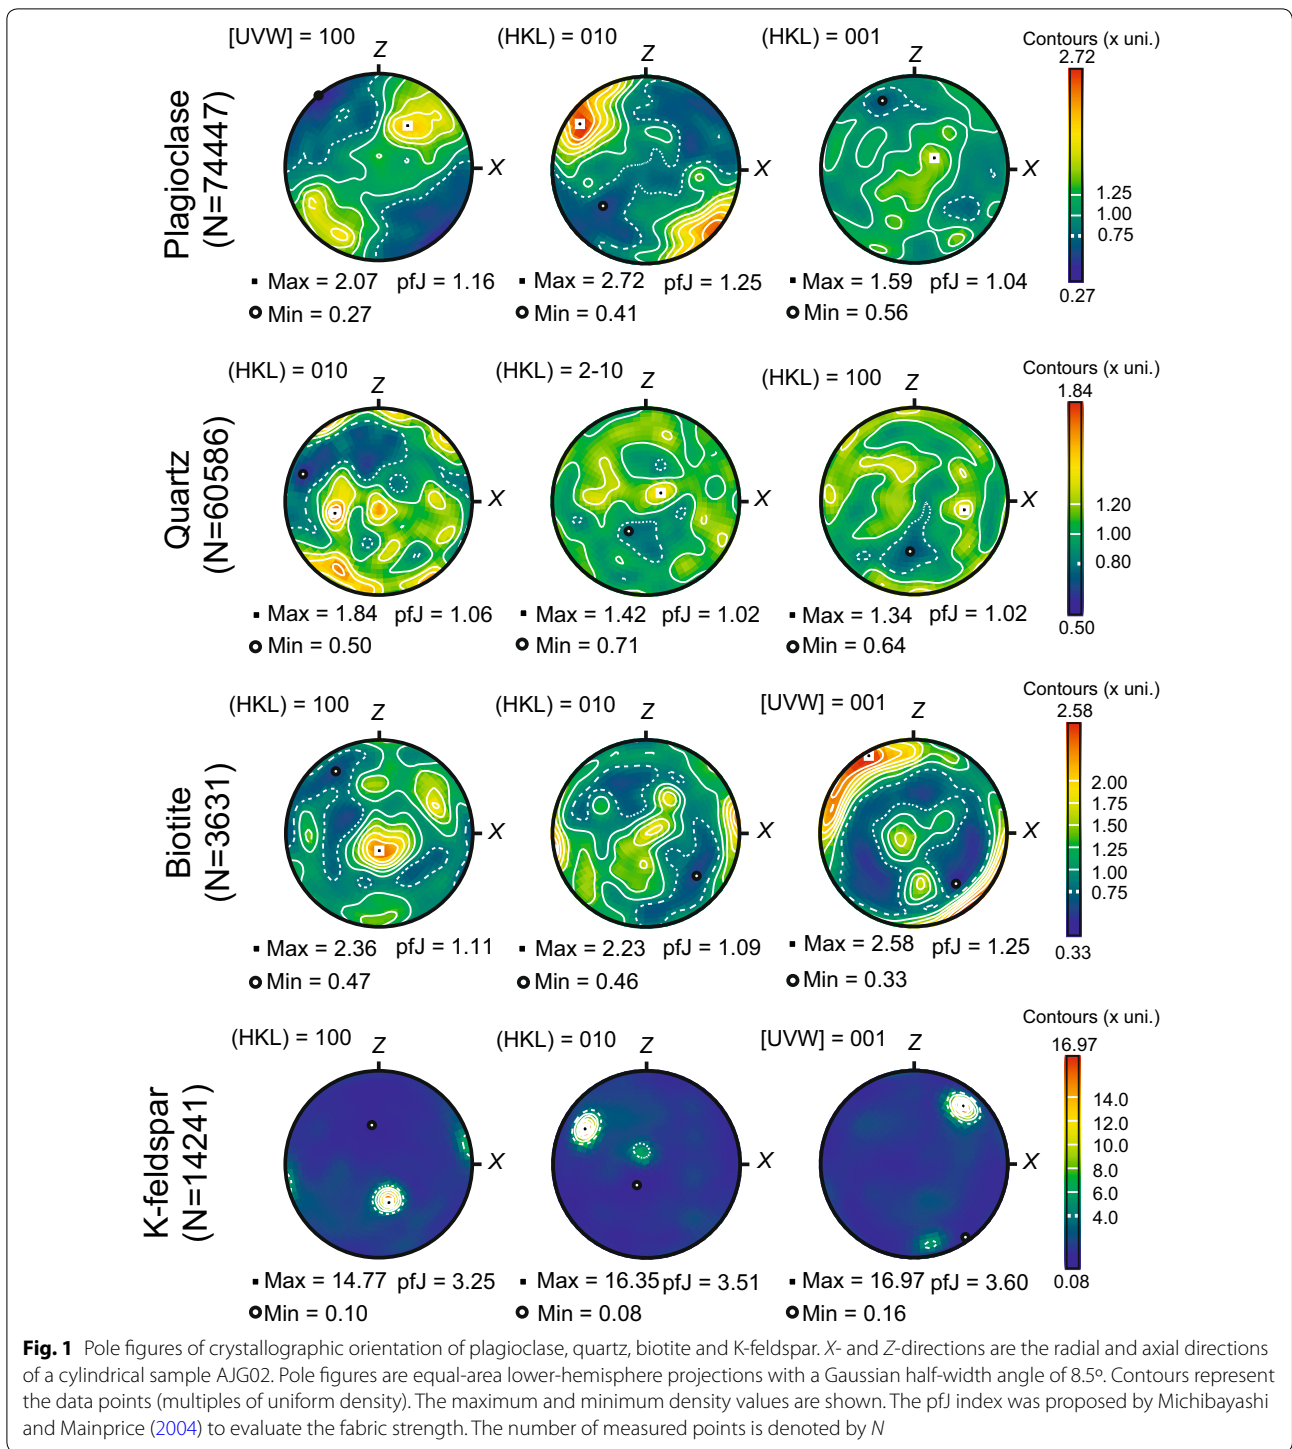 [UVW] = 100
(HKL) = 010
(HKL) = 001
Contours (x uni.)
Z
Z
Z
2.72
Plagioclase
(N=74447)
X
X
X
1.25
1.00
0.75
0.27
Max = 2.07 pfJ = 1.16
Min = 0.27
Max = 2.72 pfJ = 1.25
Min = 0.41
Max = 1.59 pfJ = 1.04
Min = 0.56
(HKL) = 010
(HKL) = 2-10
(HKL) = 100
Contours (x uni.)
Z
Z
Z
1.84
Quartz
(N=60586)
X
X
X
1.20
1.00
0.80
0.50
Max = 1.84 pfJ = 1.06
Min = 0.50
Max = 1.42 pfJ = 1.02
Min = 0.71
Max = 1.34 pfJ = 1.02
Min = 0.64
(HKL) = 100
(HKL) = 010
[UVW] = 001
Contours (x uni.)
Z
Z
Z
2.58
Biotite
(N=3631)
X
X
X
2.00
1.75
1.50
1.25
1.00
0.75
0.33
Max = 2.36 pfJ = 1.11
Min = 0.47
Max = 2.23 pfJ = 1.09
Min = 0.46
Max = 2.58 pfJ = 1.25
Min = 0.33
(HKL) = 100
(HKL) = 010
[UVW] = 001
Contours (x uni.)
Z
Z
Z
16.97
K-feldspar
(N=14241)
X
X
X
14.0
12.0
10.0
8.0
6.0
4.0
0.08
Max = 14.77 pfJ = 3.25
Min = 0.10
Max = 16.35 pfJ = 3.51
Min = 0.08
Max = 16.97 pfJ = 3.60
Min = 0.16
Fig. 1 Pole figures of crystallographic orientation of plagioclase, quartz, biotite and K-feldspar. X- and Z-directions are the radial and axial directions
of a cylindrical sample AJG02. Pole figures are equal-area lower-hemisphere projections with a Gaussian half-width angle of 8.5º. Contours represent
the data points (multiples of uniform density). The maximum and minimum density values are shown. The pfJ index was proposed by Michibayashi
and Mainprice (2004) to evaluate the fabric strength. The number of measured points is denoted by N